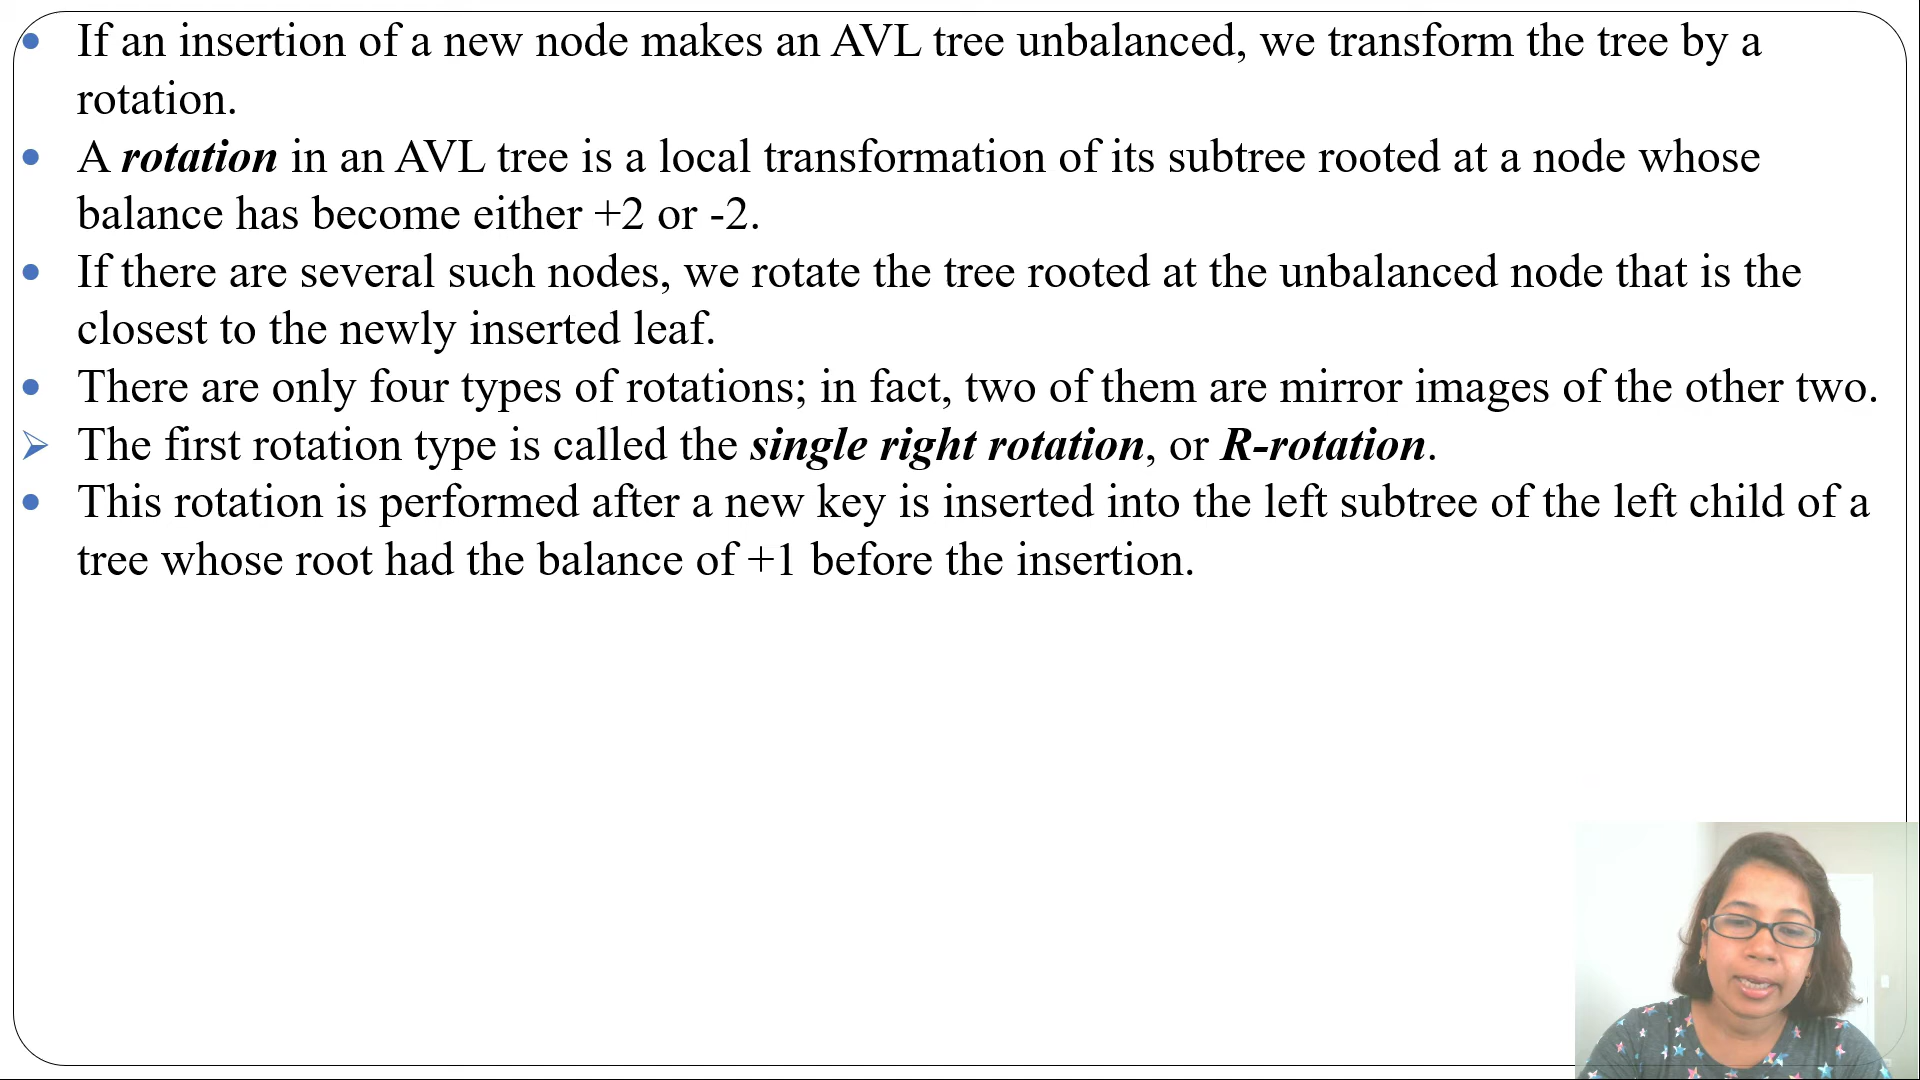 If an insertion of a new node makes an AVL tree unbalanced, we transform the tree by a
rotation.
A rotation in an AVL tree is a local transformation of its subtree rooted at a node whose
balance has become either +2 or -2.
If there are several such nodes, we rotate the tree rooted at the unbalanced node that is the
closest to the newly inserted leaf.
There are only four types of rotations; in fact, two of them are mirror images of the other two.
The first rotation type is called the single right rotation, or R-rotation.
This rotation is performed after a new key is inserted into the left subtree of the left child of a
tree whose root had the balance of +1 before the insertion.